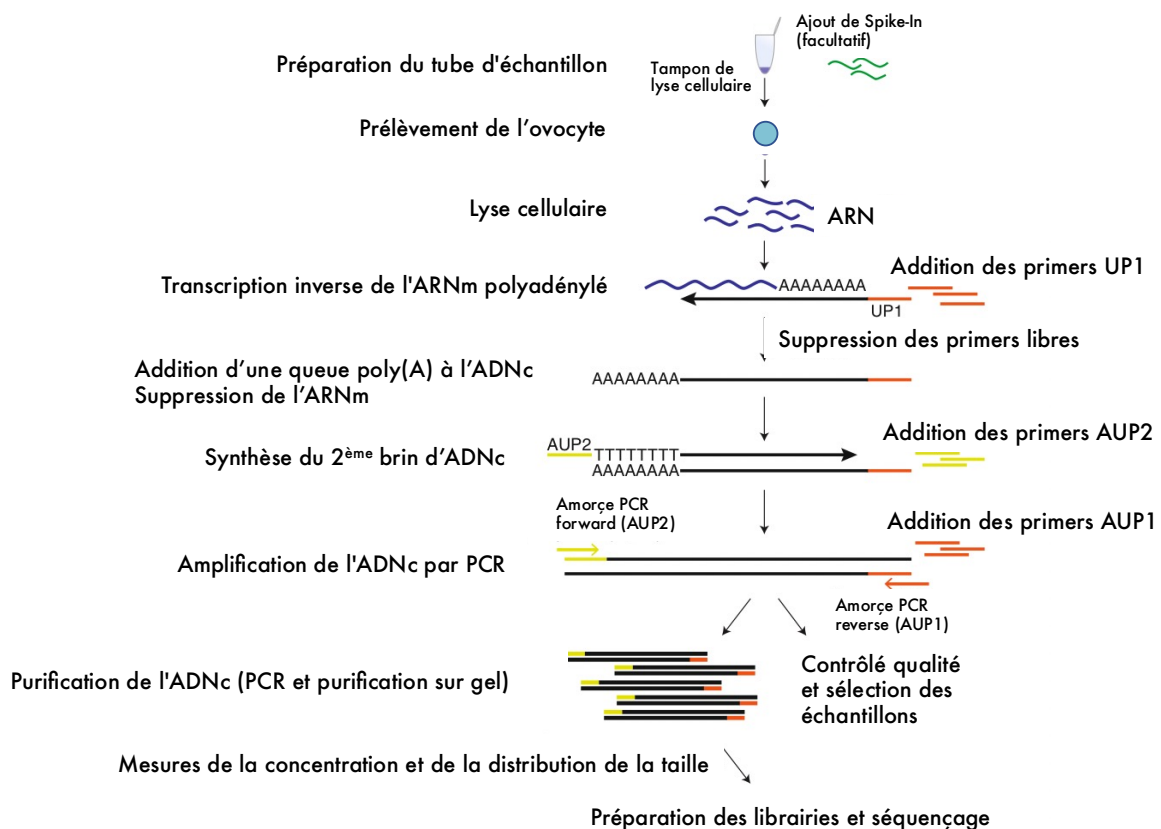 Ajout de Spike-In
(facultatif)
Préparation du tube d'échantillon
Tampon de
lyse cellulaire
Prélèvement de l’ovocyte
Lyse cellulaire
ARN
Transcription inverse de l'ARNm polyadénylé
AAAAAAAA
UP1
Addition des primers UP1
Suppression des primers libres
Addition d’une queue poly(A) à l’ADNc
Suppression de l’ARNm
AAAAAAAA
Synthèse du 2ème brin d’ADNc
AUP2
TTTTTTTT
AAAAAAAA
Addition des primers AUP2
Amorçe PCR
forward (AUP2)
Addition des primers AUP1
Amplification de l'ADNc par PCR
Amorçe PCR
reverse (AUP1)
Purification de l'ADNc (PCR et purification sur gel)
Contrôlé qualité
et sélection des
échantillons
Mesures de la concentration et de la distribution de la taille
Préparation des librairies et séquençage